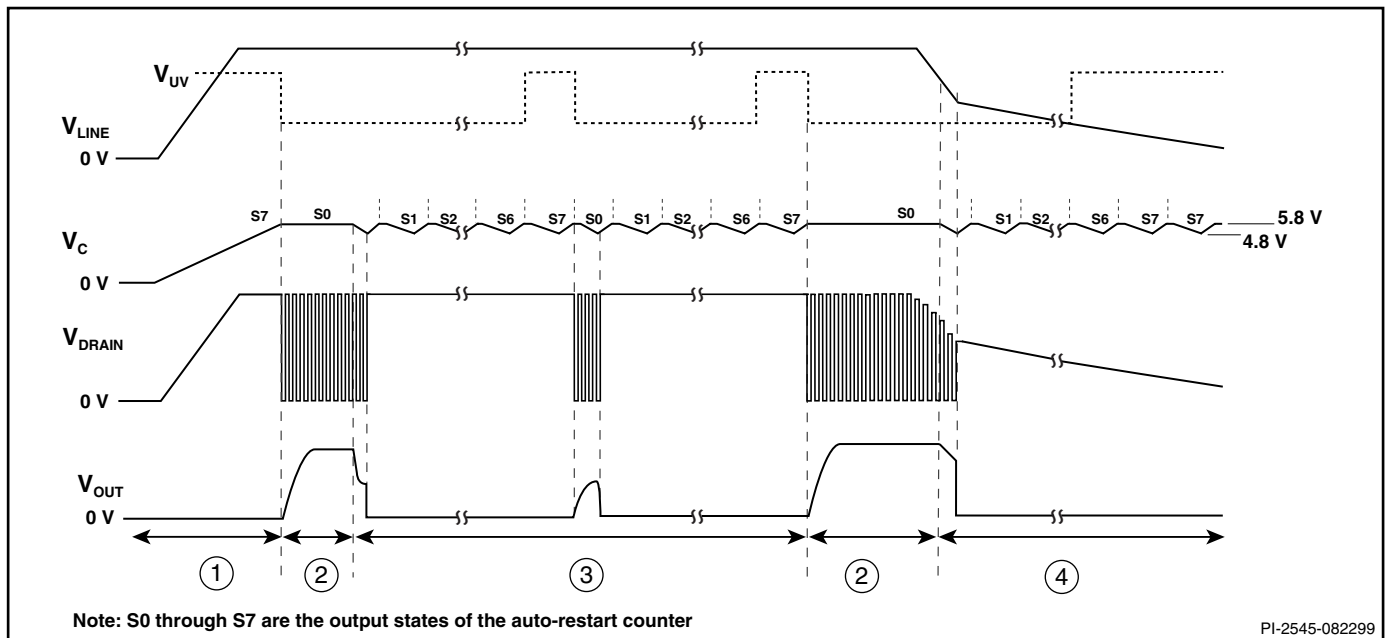 V_UV
V_LINE
0 V
S7 S0 S1 S2 S6 S7 S0 S1 S2 S6 S7 S0 S1 S2 S6 S7 S7
5.8 V
4.8 V
V_C
0 V
V_DRAIN
0 V
V_OUT
0 V
1 2 3 2 4
Note: S0 through S7 are the output states of the auto-restart counter
PI-2545-082299